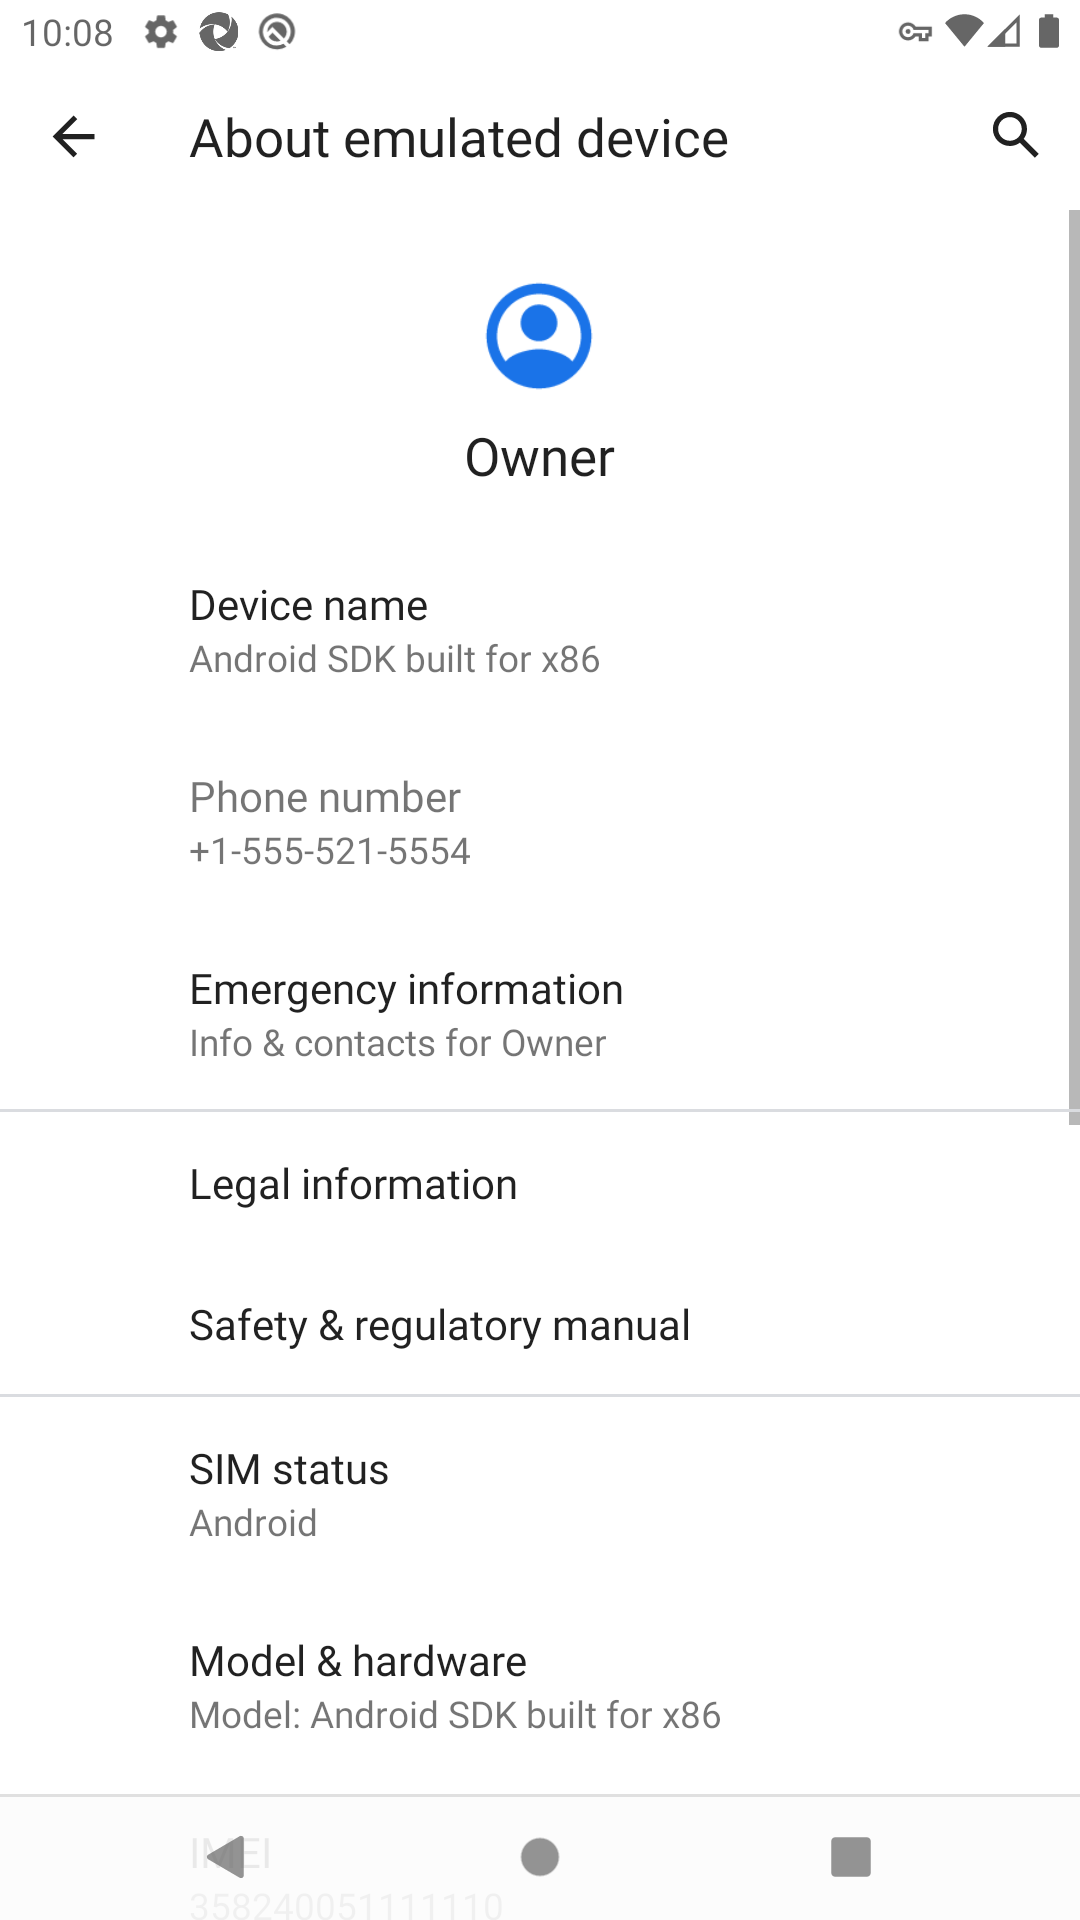 10:08
About emulated device
Owner
Device name
Android SDK built for x86
Phone number
+1-555-521-5554
Emergency information
Info & contacts for Owner
Legal information
Safety & regulatory manual
SIM status
Android
Model & hardware
Model: Android SDK built for x86
IMEI
358240051111110